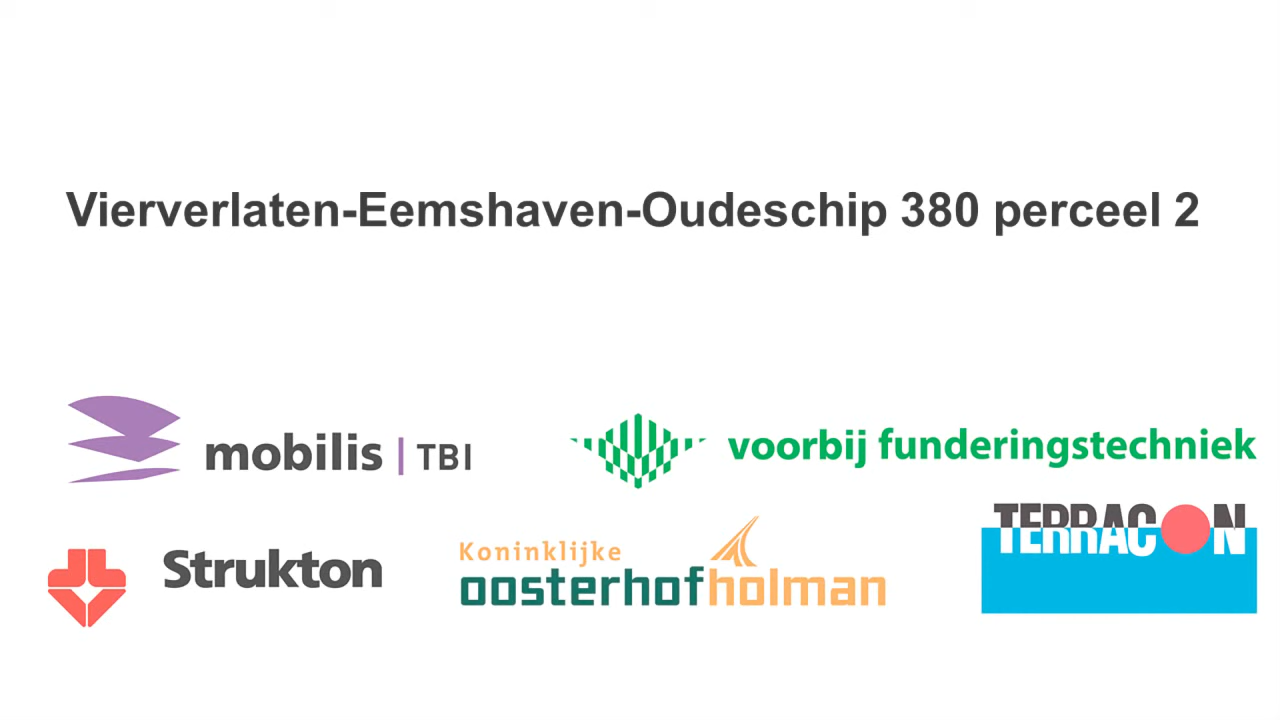 Vierverlaten-Eemshaven-Oudeschip 380 perceel 2
mobilis | TBI
voorbij funderingstechniek
Strukton
Koninklijke
oosterhofholman
TERRACON